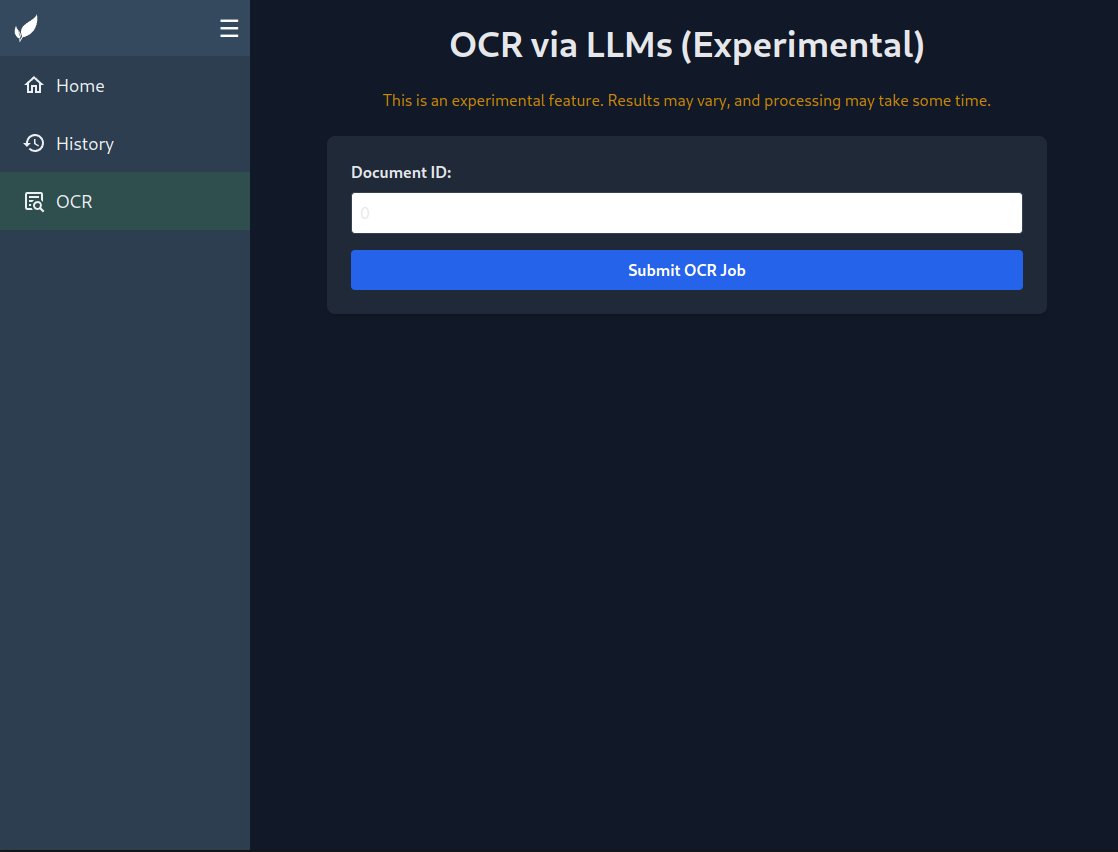 Home
History
OCR
OCR via LLMs (Experimental)
This is an experimental feature. Results may vary, and processing may take some time.
Document ID:
0
Submit OCR Job